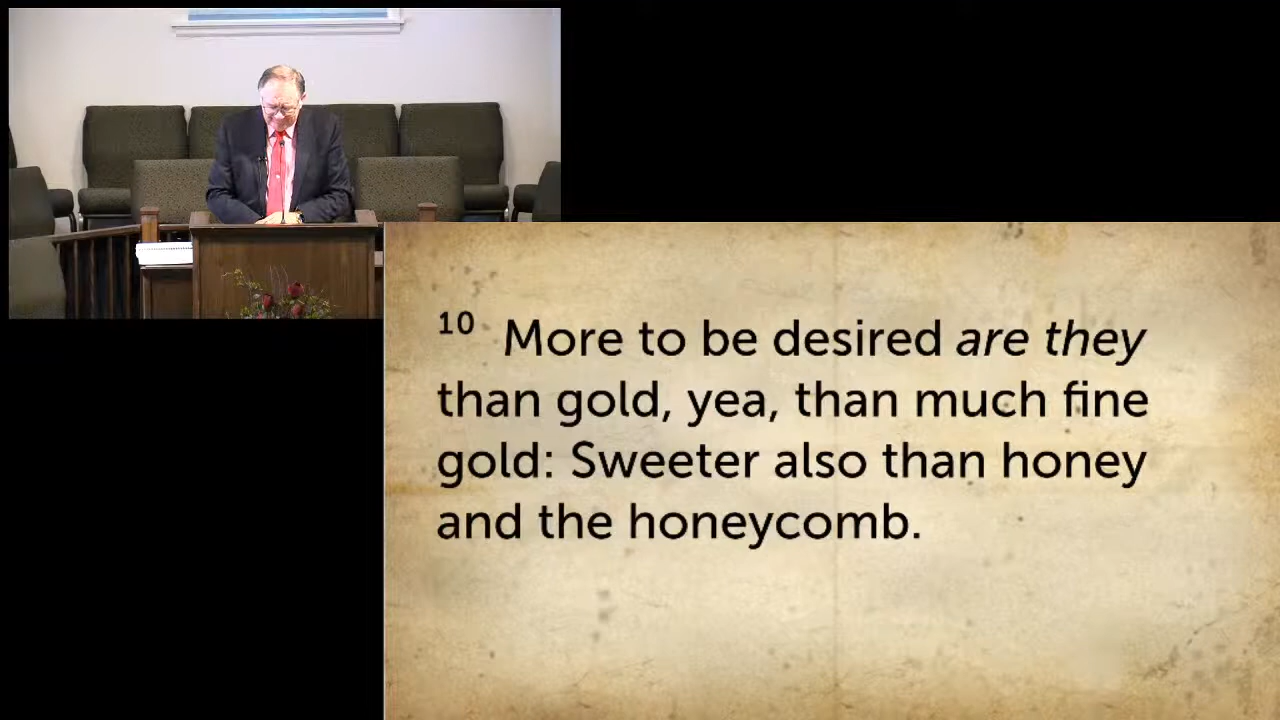 10 More to be desired are they
than gold, yea, than much fine
gold: Sweeter also than honey
and the honeycomb.